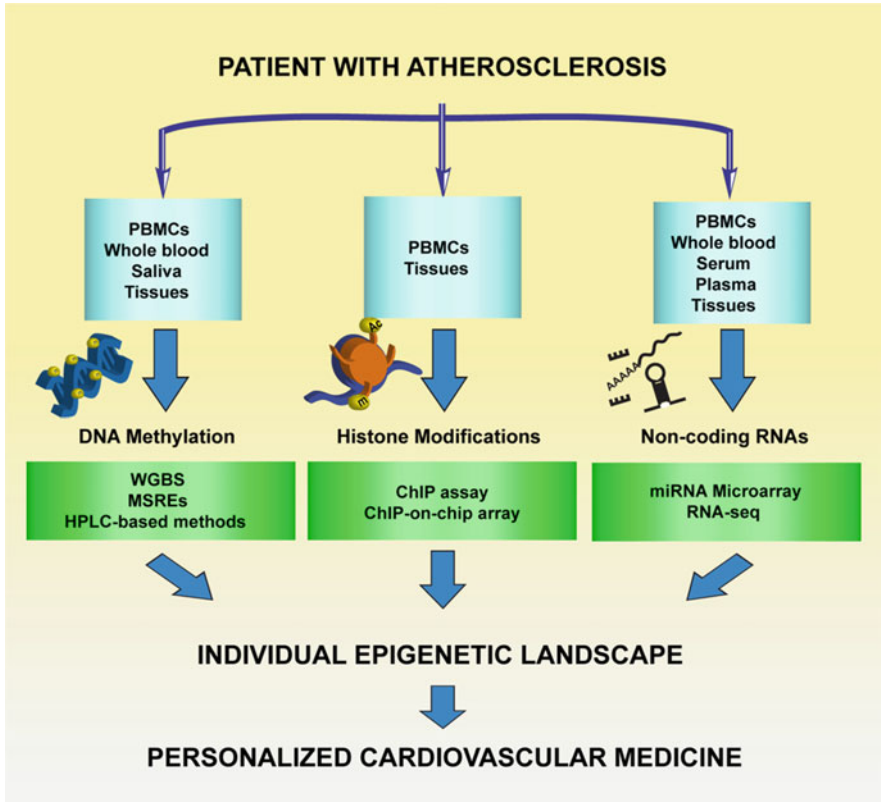 PATIENT WITH ATHEROSCLEROSIS
PBMCs
Whole blood
Saliva
Tissues
PBMCs
Tissues
PBMCs
Whole blood
Serum
Plasma
Tissues
Ac
E
AAAAA
DNA Methylation
Histone Modifications
Non-coding RNAs
WGBS
MSREs
HPLC-based methods
ChIP assay
ChIP-on-chip array
miRNA Microarray
RNA-seq
INDIVIDUAL EPIGENETIC LANDSCAPE
PERSONALIZED CARDIOVASCULAR MEDICINE